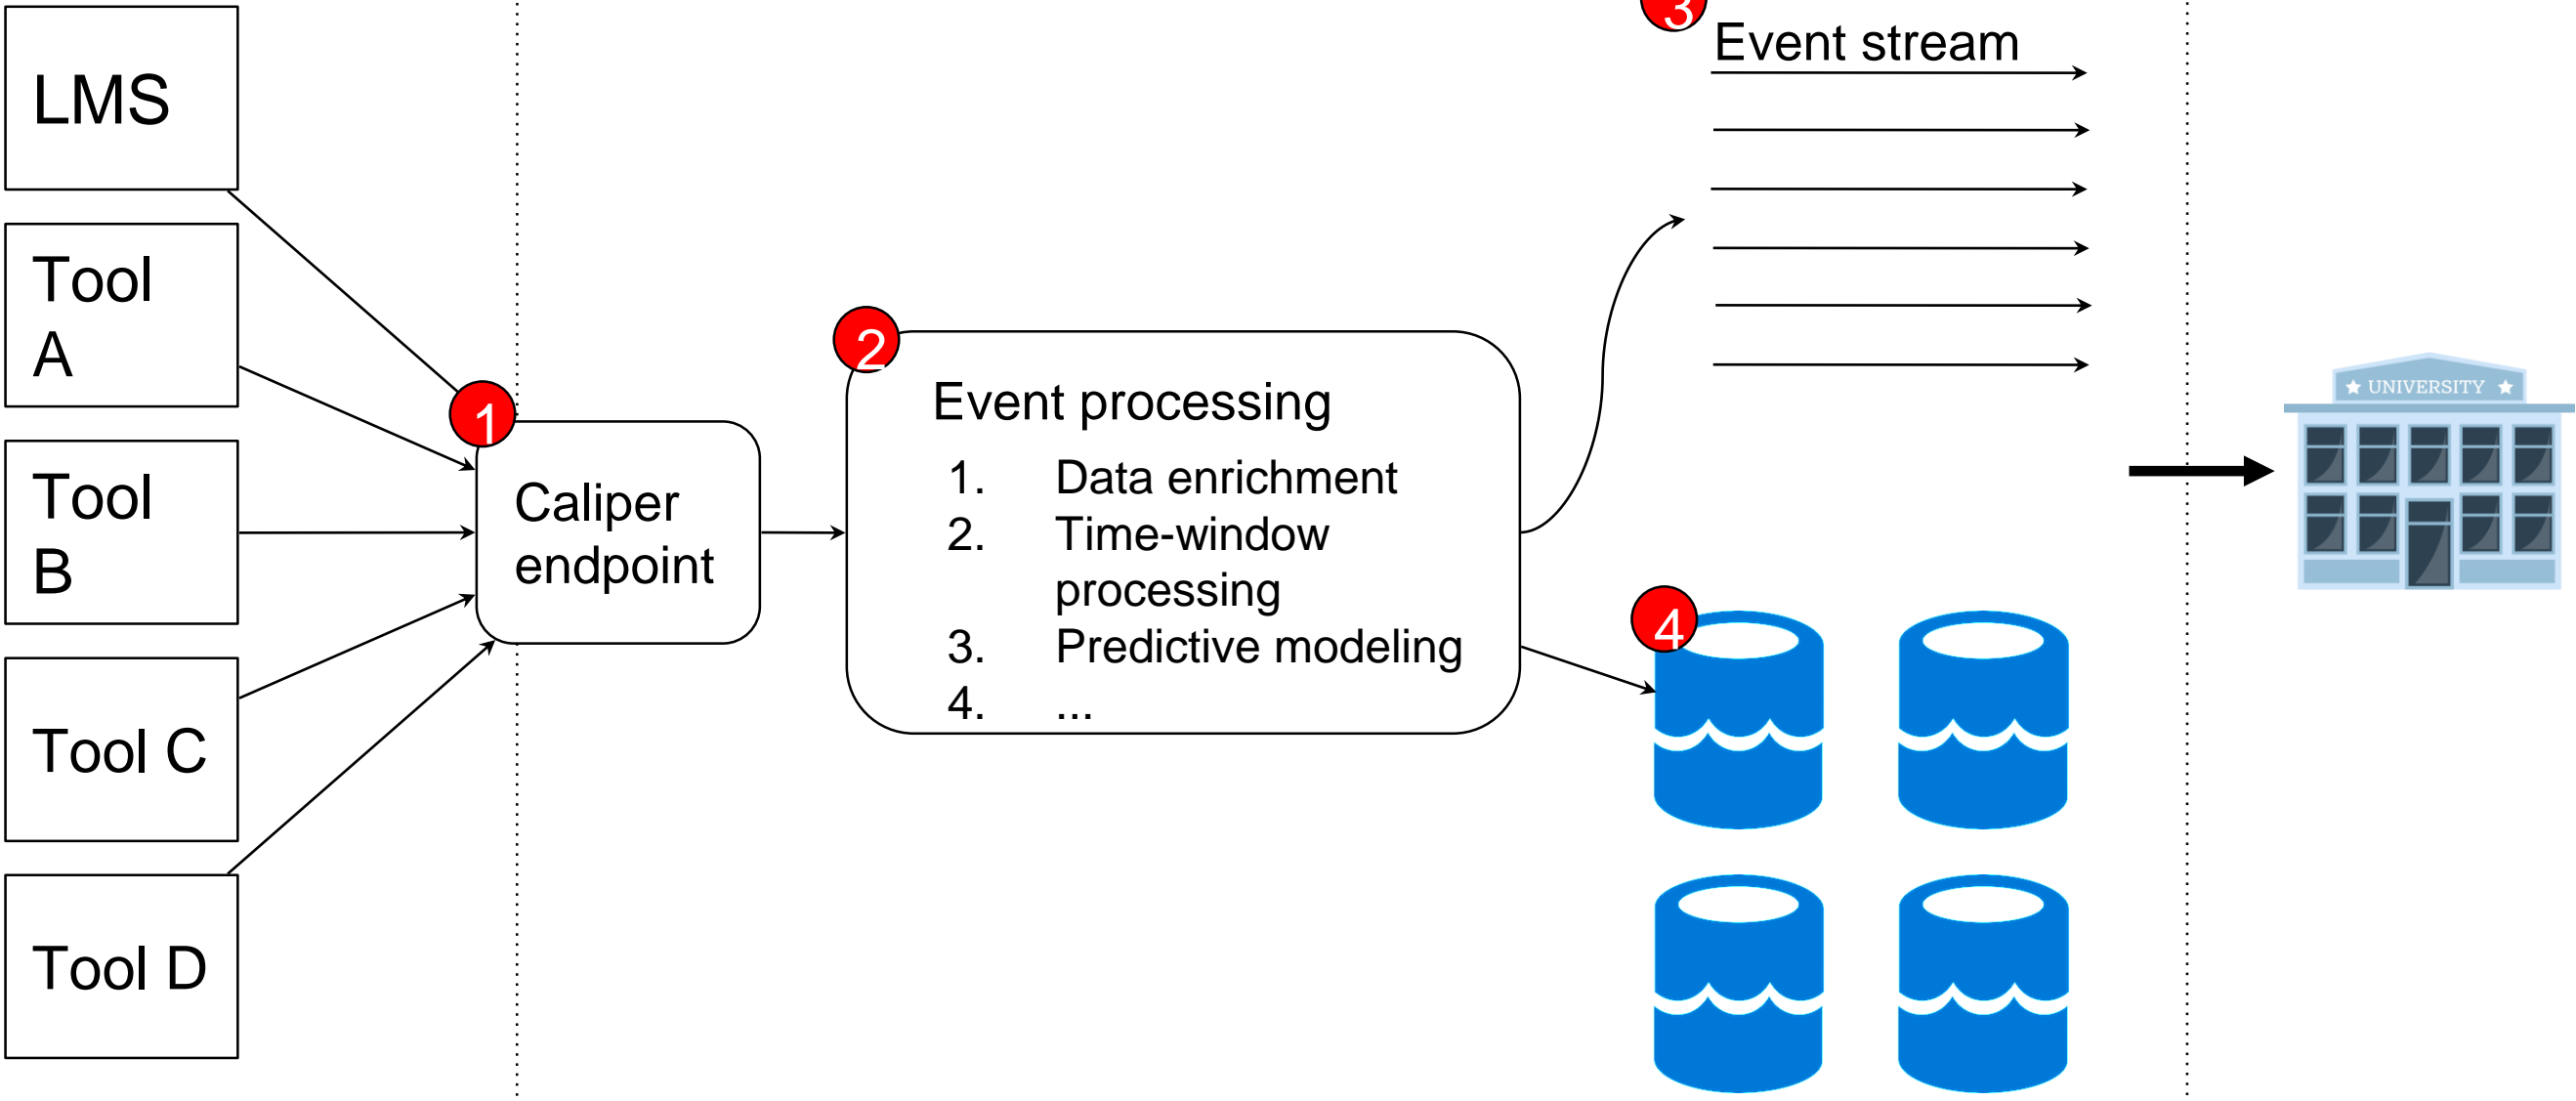 LMS
Tool
A
Tool
B
Tool C
Tool D
1
Caliper
endpoint
2
Event processing
1. Data enrichment
2. Time-window
processing
3. Predictive modeling
4. ...
3
Event stream
4
UNIVERSITY